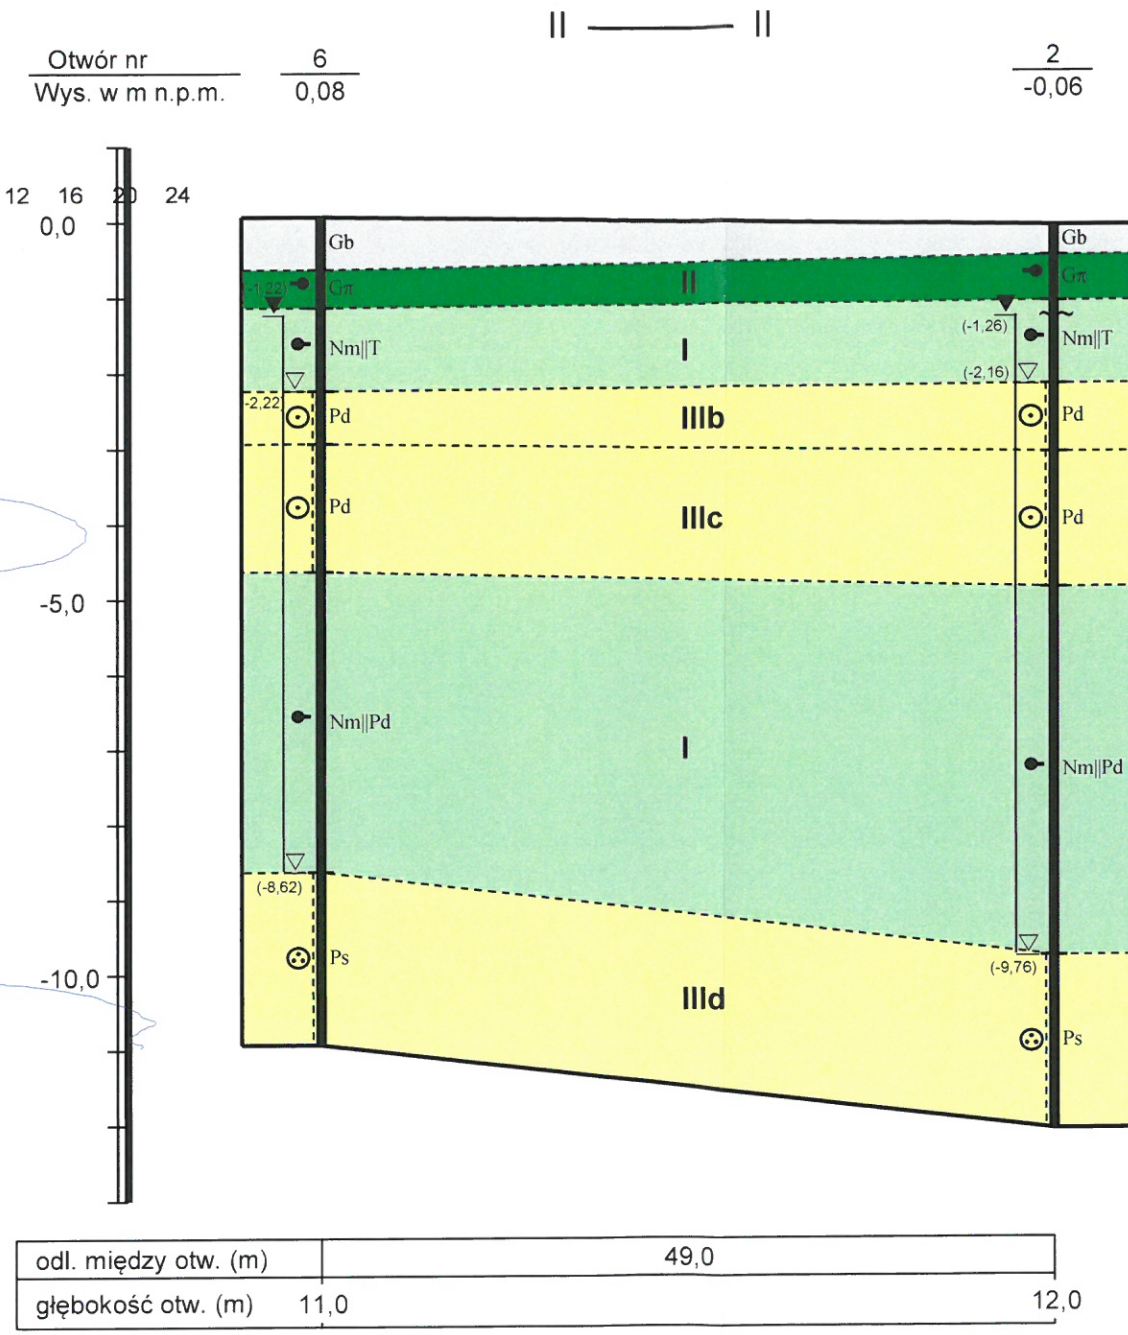 II II
Otwór nr 6 2
Wys. w m n.p.m. 0,08 -0,06
12 16 20 24
0,0
Gb Gb
(-1,22) Gπ II Gπ
(-1,26)
Nm||T I Nm||T
(-2,16)
-2,22
Pd IIIb Pd
Pd IIIc Pd
-5,0
Nm||Pd I Nm||Pd
(-8,62)
Ps (-9,76)
-10,0
IIId
Ps
odl. między otw. (m) 49,0
głębokość otw. (m) 11,0 12,0